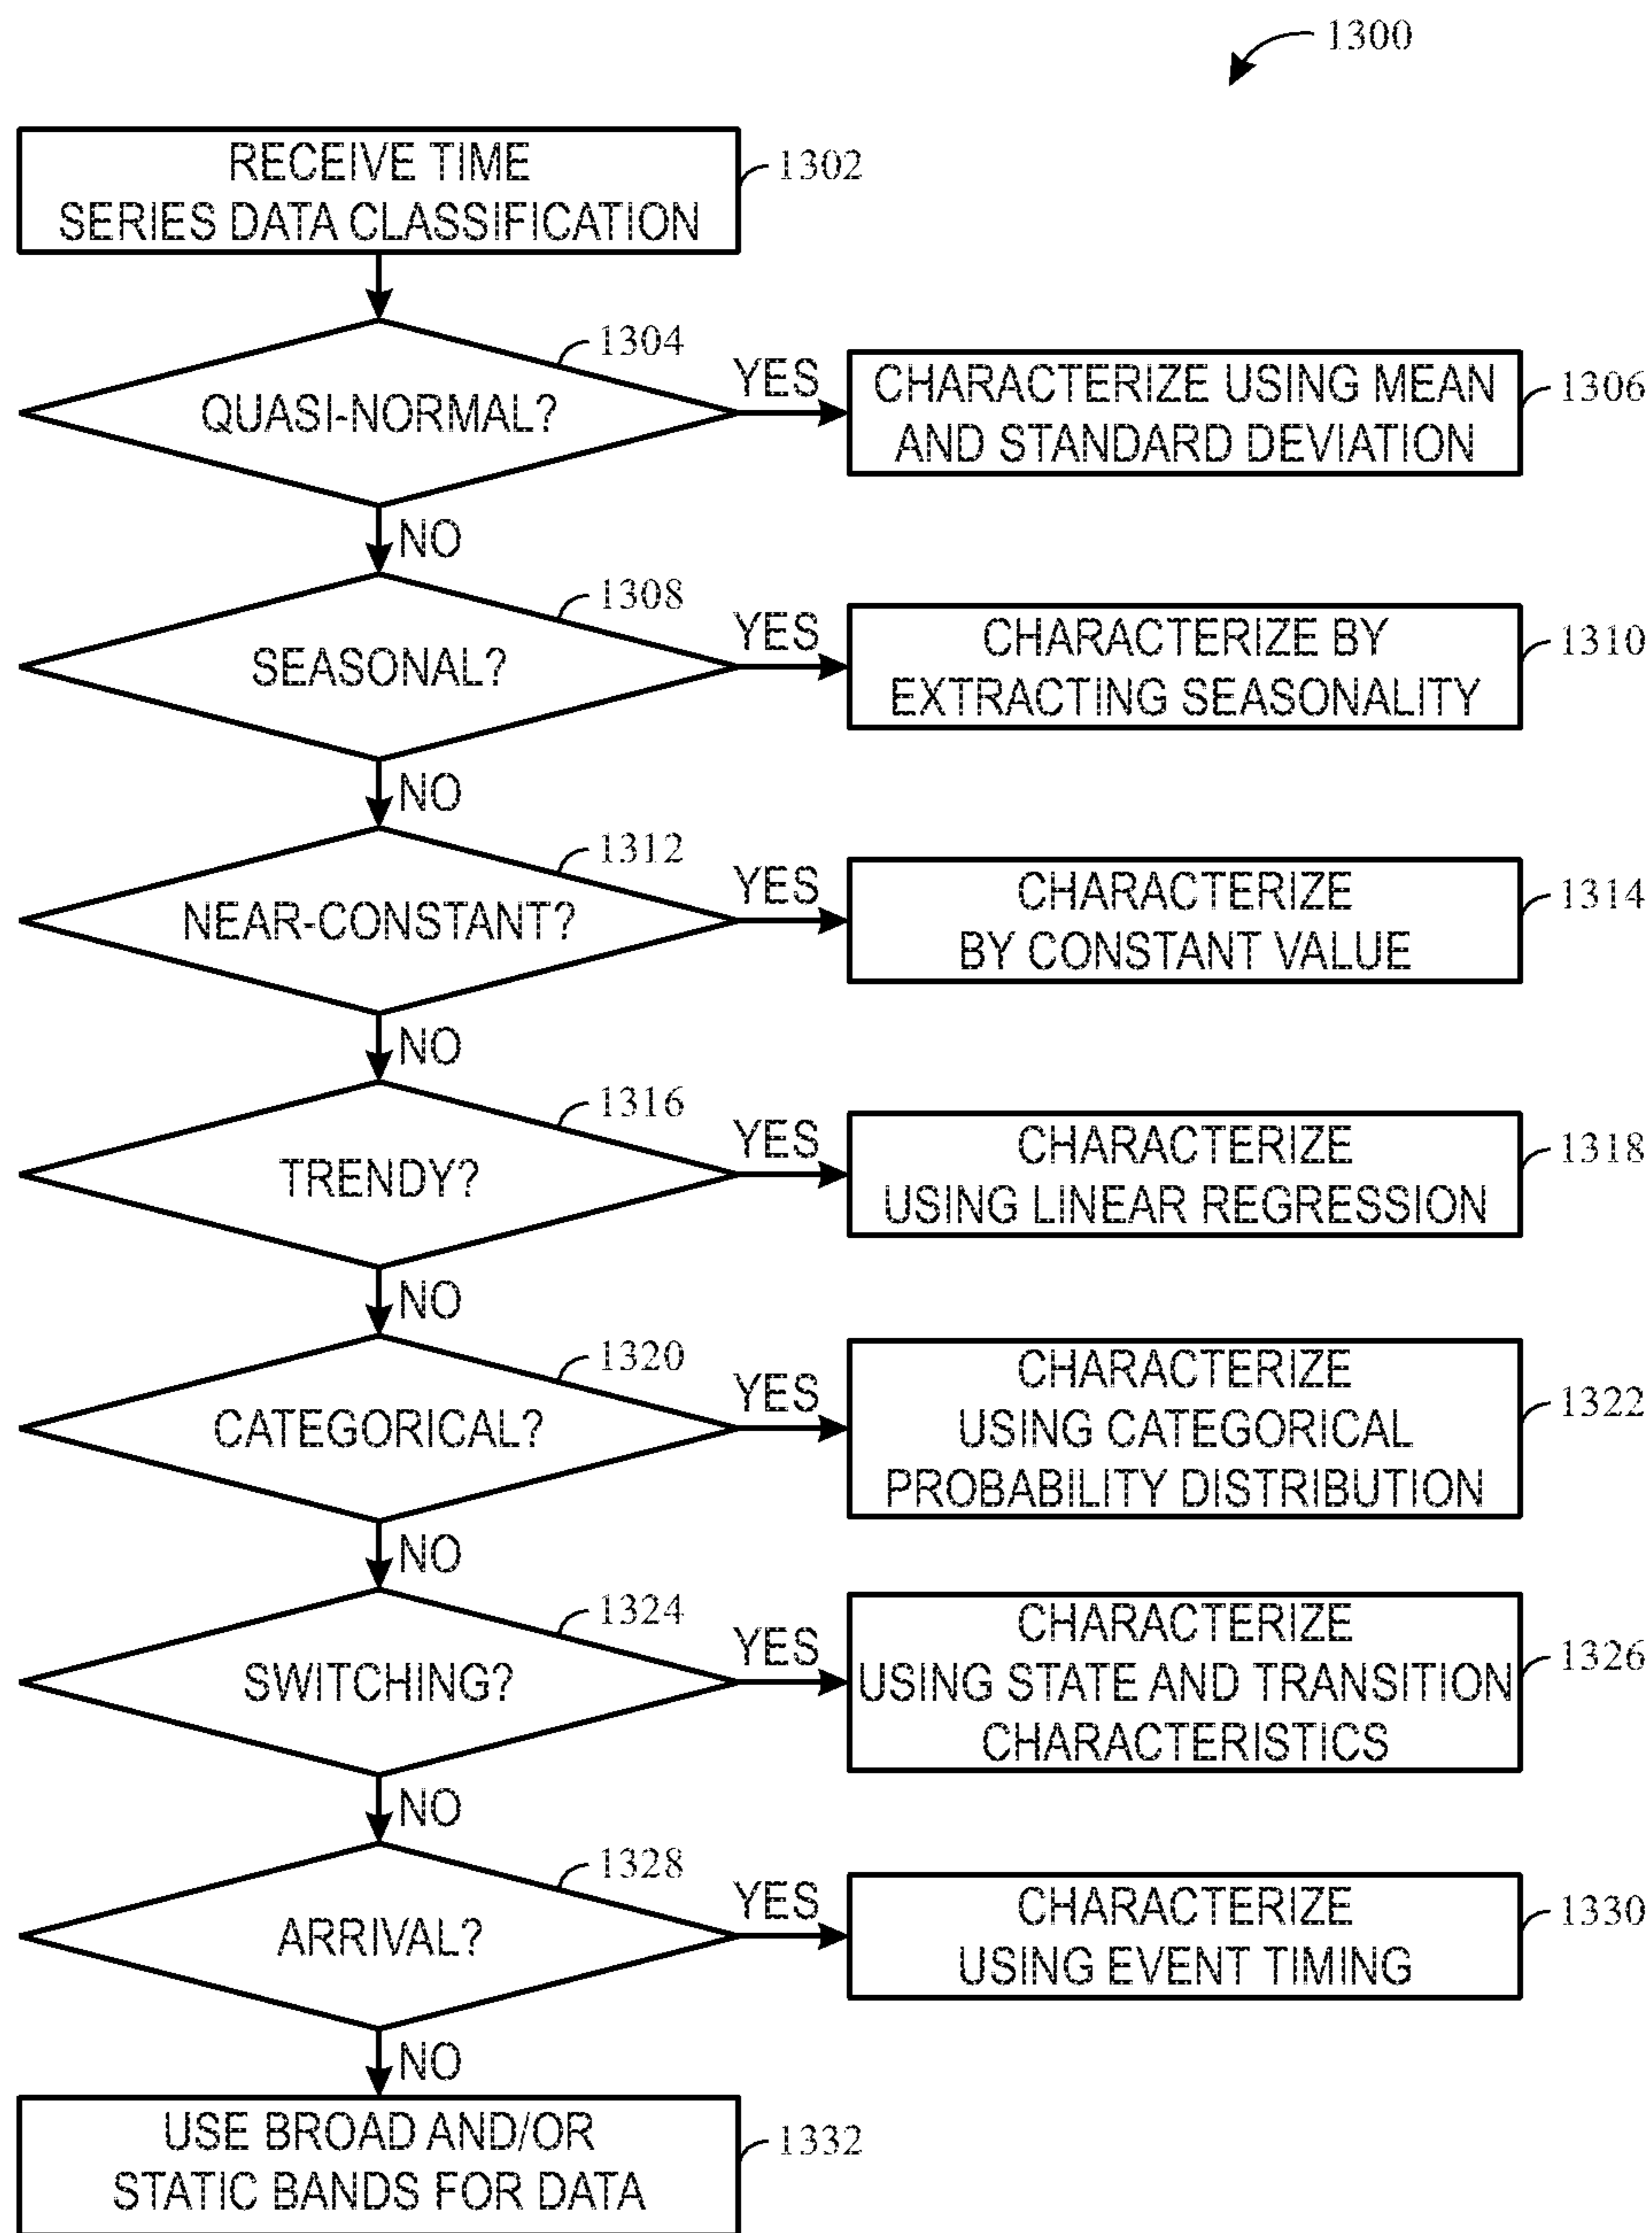 1300
RECEIVE TIME
SERIES DATA CLASSIFICATION
1302
1304
QUASI-NORMAL?
YES
CHARACTERIZE USING MEAN
AND STANDARD DEVIATION
1306
NO
1308
SEASONAL?
YES
CHARACTERIZE BY
EXTRACTING SEASONALITY
1310
NO
1312
NEAR-CONSTANT?
YES
CHARACTERIZE
BY CONSTANT VALUE
1314
NO
1316
TRENDY?
YES
CHARACTERIZE
USING LINEAR REGRESSION
1318
NO
1320
CATEGORICAL?
YES
CHARACTERIZE
USING CATEGORICAL
PROBABILITY DISTRIBUTION
1322
NO
1324
SWITCHING?
YES
CHARACTERIZE
USING STATE AND TRANSITION
CHARACTERISTICS
1326
NO
1328
ARRIVAL?
YES
CHARACTERIZE
USING EVENT TIMING
1330
NO
USE BROAD AND/OR
STATIC BANDS FOR DATA
1332